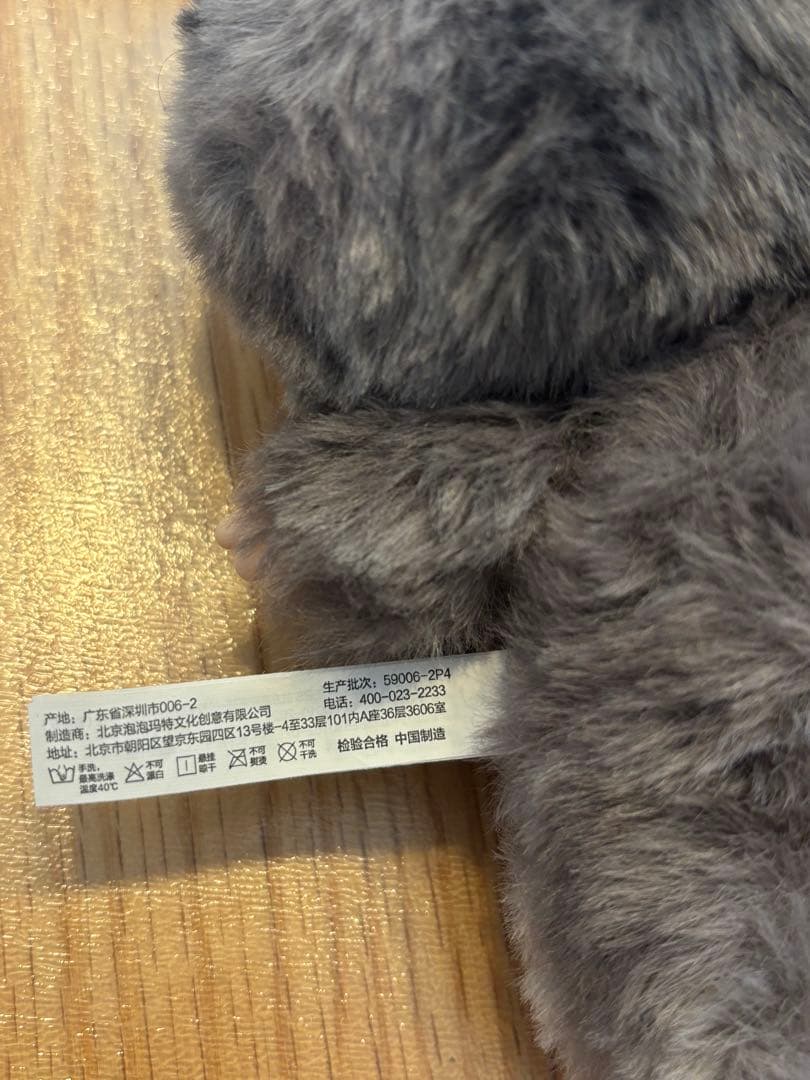 产地：广东省深圳市006-2
生产批次：59006-2P4
制造商：北京泡泡玛特文化创意有限公司
电话：400-023-2233
地址：北京市朝阳区望京东园四区13号楼-4至33层101内A座36层3606室
手洗，
最高洗涤
温度40℃
不可
漂白
悬挂
晾干
不可
熨烫
不可
干洗
检验合格 中国制造